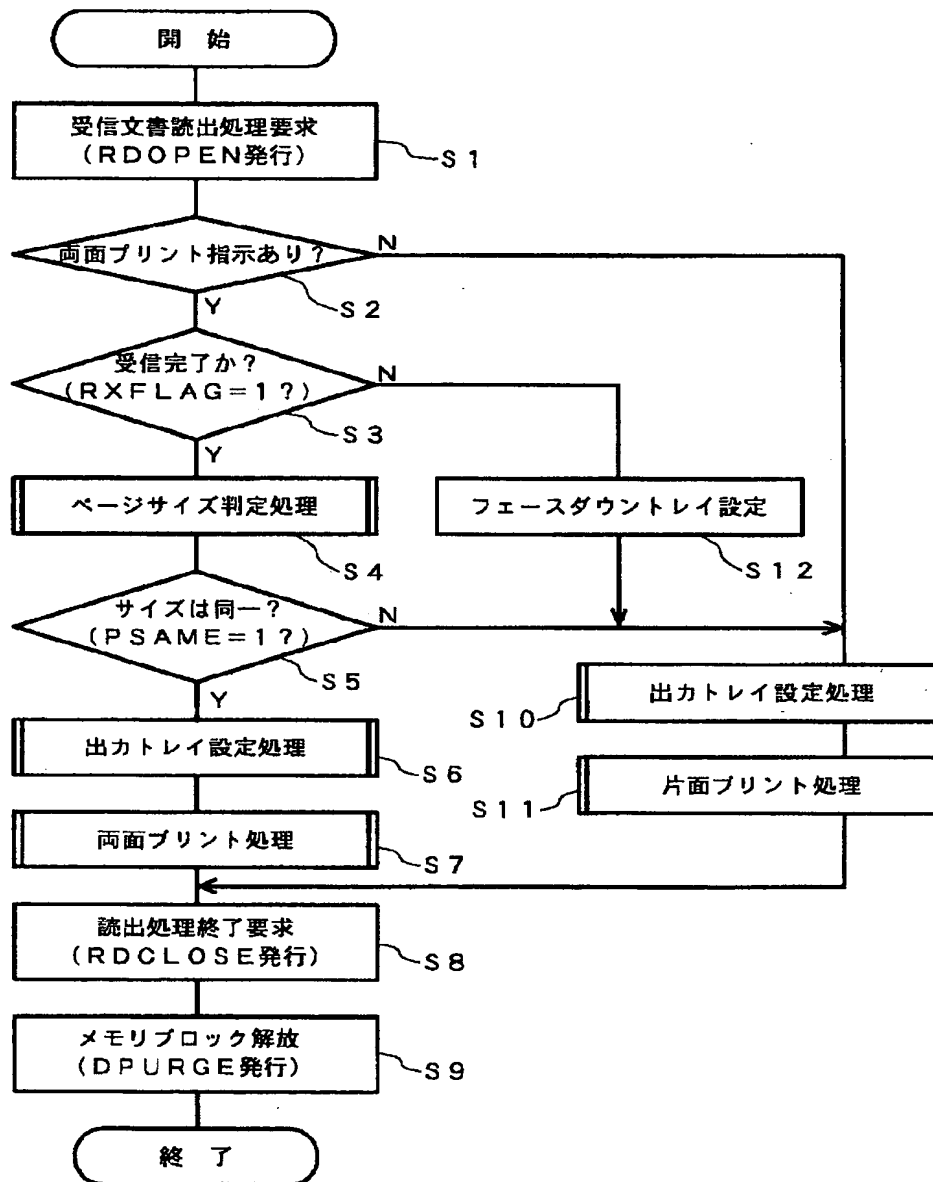 開 始
受信文書読出処理要求
(RDOPEN発行)
S1
両面プリント指示あり?
N
S2
Y
受信完了か?
(RXFLAG=1?)
N
S3
Y
ページサイズ判定処理
S4
フェースダウントレイ設定
S12
サイズは同一?
(PSAME=1?)
N
S5
Y
出力トレイ設定処理
S10
出力トレイ設定処理
S6
片面プリント処理
S11
両面プリント処理
S7
読出処理終了要求
(RDCLOSE発行)
S8
メモリブロック解放
(DPURGE発行)
S9
終 了